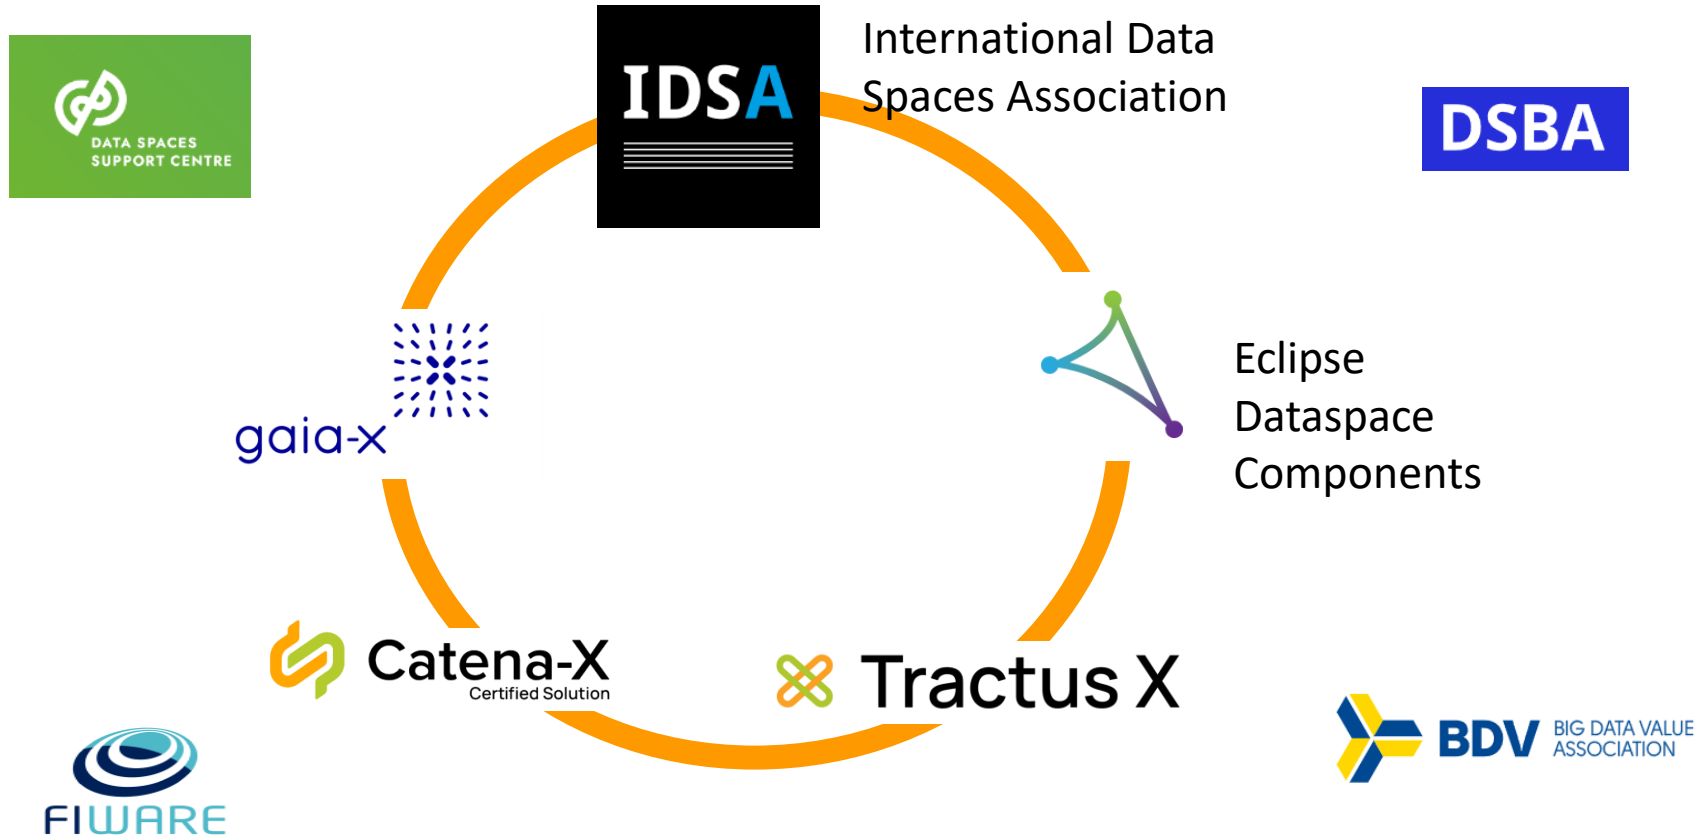 International Data
Spaces Association
IDSA
DATA SPACES
SUPPORT CENTRE
DSBA
Eclipse
Dataspace
Components
gaia-x
Catena-X
Certified Solution
Tractus X
BDV
BIG DATA VALUE
ASSOCIATION
FIWARE